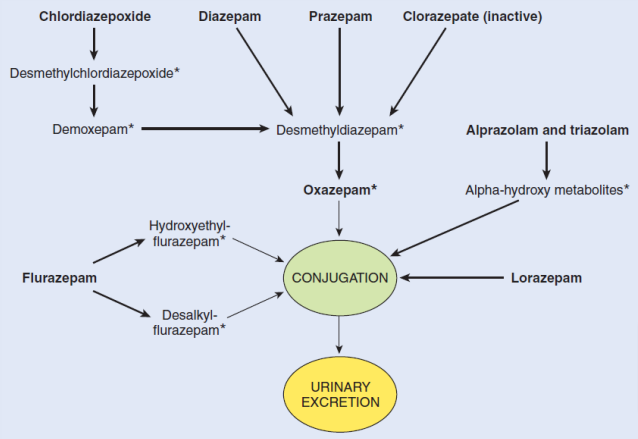 Chlordiazepoxide
Diazepam
Prazepam
Clorazepate (inactive)
Desmethylchlordiazepoxide*
Demoxepam*
Desmethyldiazepam*
Alprazolam and triazolam
Oxazepam*
Alpha-hydroxy metabolites*
Hydroxyethyl-
flurazepam*
Flurazepam
CONJUGATION
Lorazepam
Desalkyl-
flurazepam*
URINARY
EXCRETION